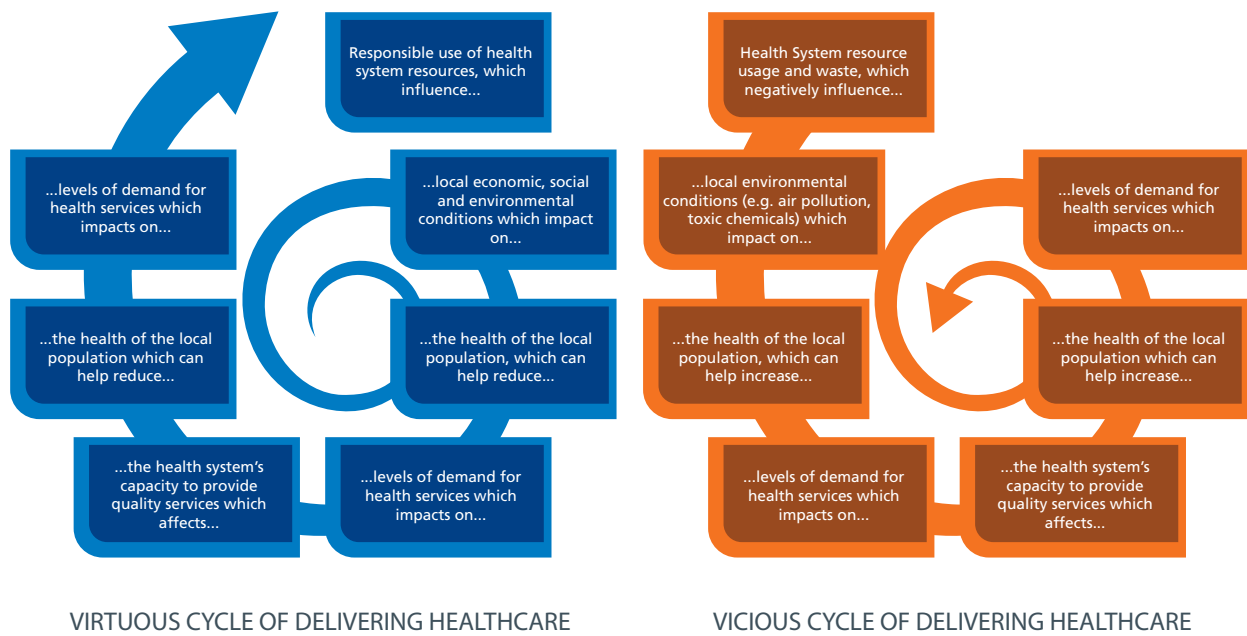 Responsible use of health
system resources, which
influence...
...local economic, social
and environmental
conditions which impact
on...
...the health of the local
population, which can
help reduce...
...levels of demand for
health services which
impacts on...
...the health system’s
capacity to provide
quality services which
affects...
...the health of the local
population which can
help reduce...
...levels of demand for
health services which
impacts on...
VIRTUOUS CYCLE OF DELIVERING HEALTHCARE
Health System resource
usage and waste, which
negatively influence...
...local environmental
conditions (e.g. air pollution,
toxic chemicals) which
impact on...
...the health of the local
population, which can
help increase...
...levels of demand for
health services which
impacts on...
...the health system’s
capacity to provide
quality services which
affects...
...the health of the local
population which can
help increase...
...levels of demand for
health services which
impacts on...
VICIOUS CYCLE OF DELIVERING HEALTHCARE